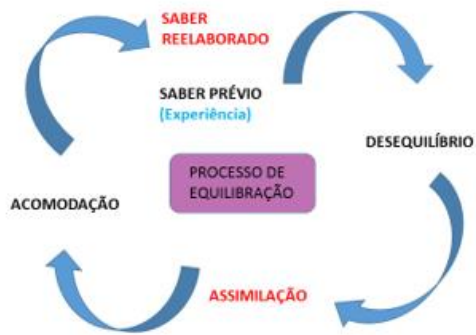 SABER
REELABORADO
SABER PRÉVIO
(Experiência)
DESEQUILÍBRIO
PROCESSO DE
EQUILIBRAÇÃO
ACOMODAÇÃO
ASSIMILAÇÃO